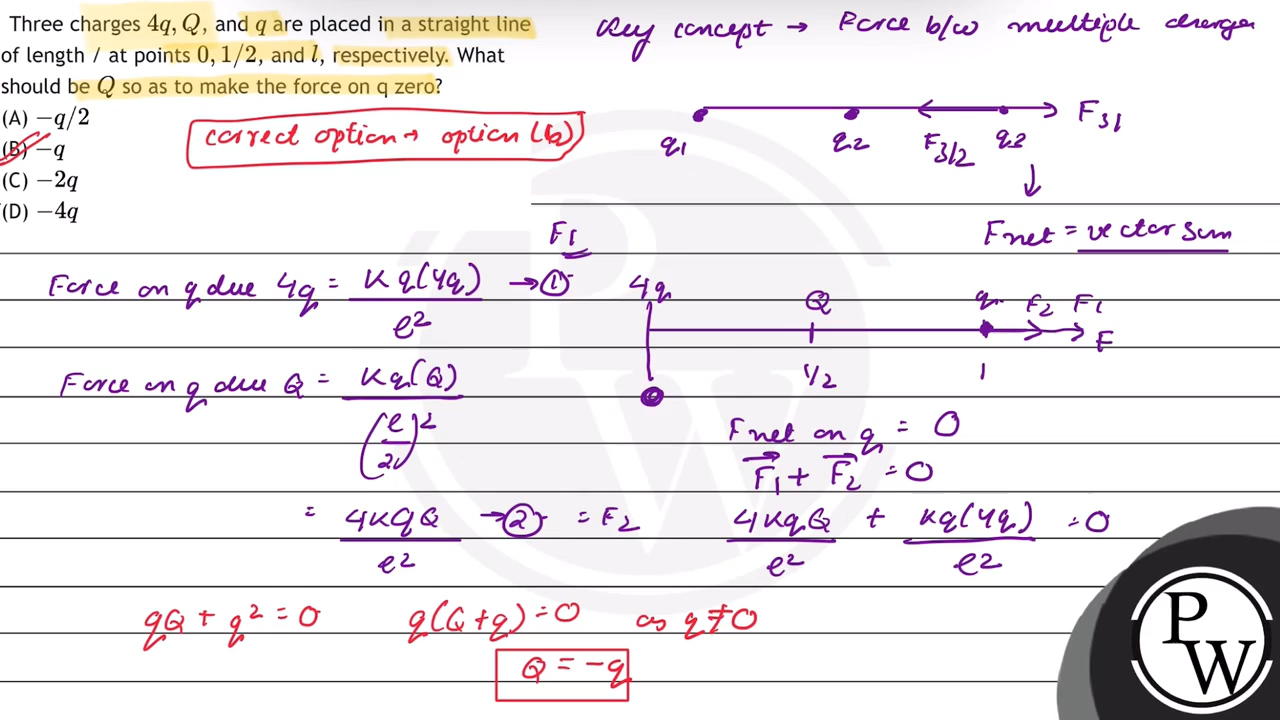 Three charges 4q, Q, and q are placed in a straight line
of length l at points 0, 1/2, and l, respectively. What
should be Q so as to make the force on q zero?
(A) −q/2
(B) −q
(C) −2q
(D) −4q
correct option → option (b)
Key concept → Force b/w multiple charges
q1 q2 F3/2 q3 F31
Fnet = vector sum
F1
Force on q due 4q = Kq(4q) / l² → ①
4q Q q F2 F1 F
1/2 1
Force on q due Q = Kq(Q) / (l/2)²
= 4KQQ / l² → ② = F2
Fnet on q = 0
F1 + F2 = 0
4KqQ / l² + Kq(4q) / l² = 0
qQ + q² = 0 q(Q+q) = 0 as q≠0
Q = −q
P
W